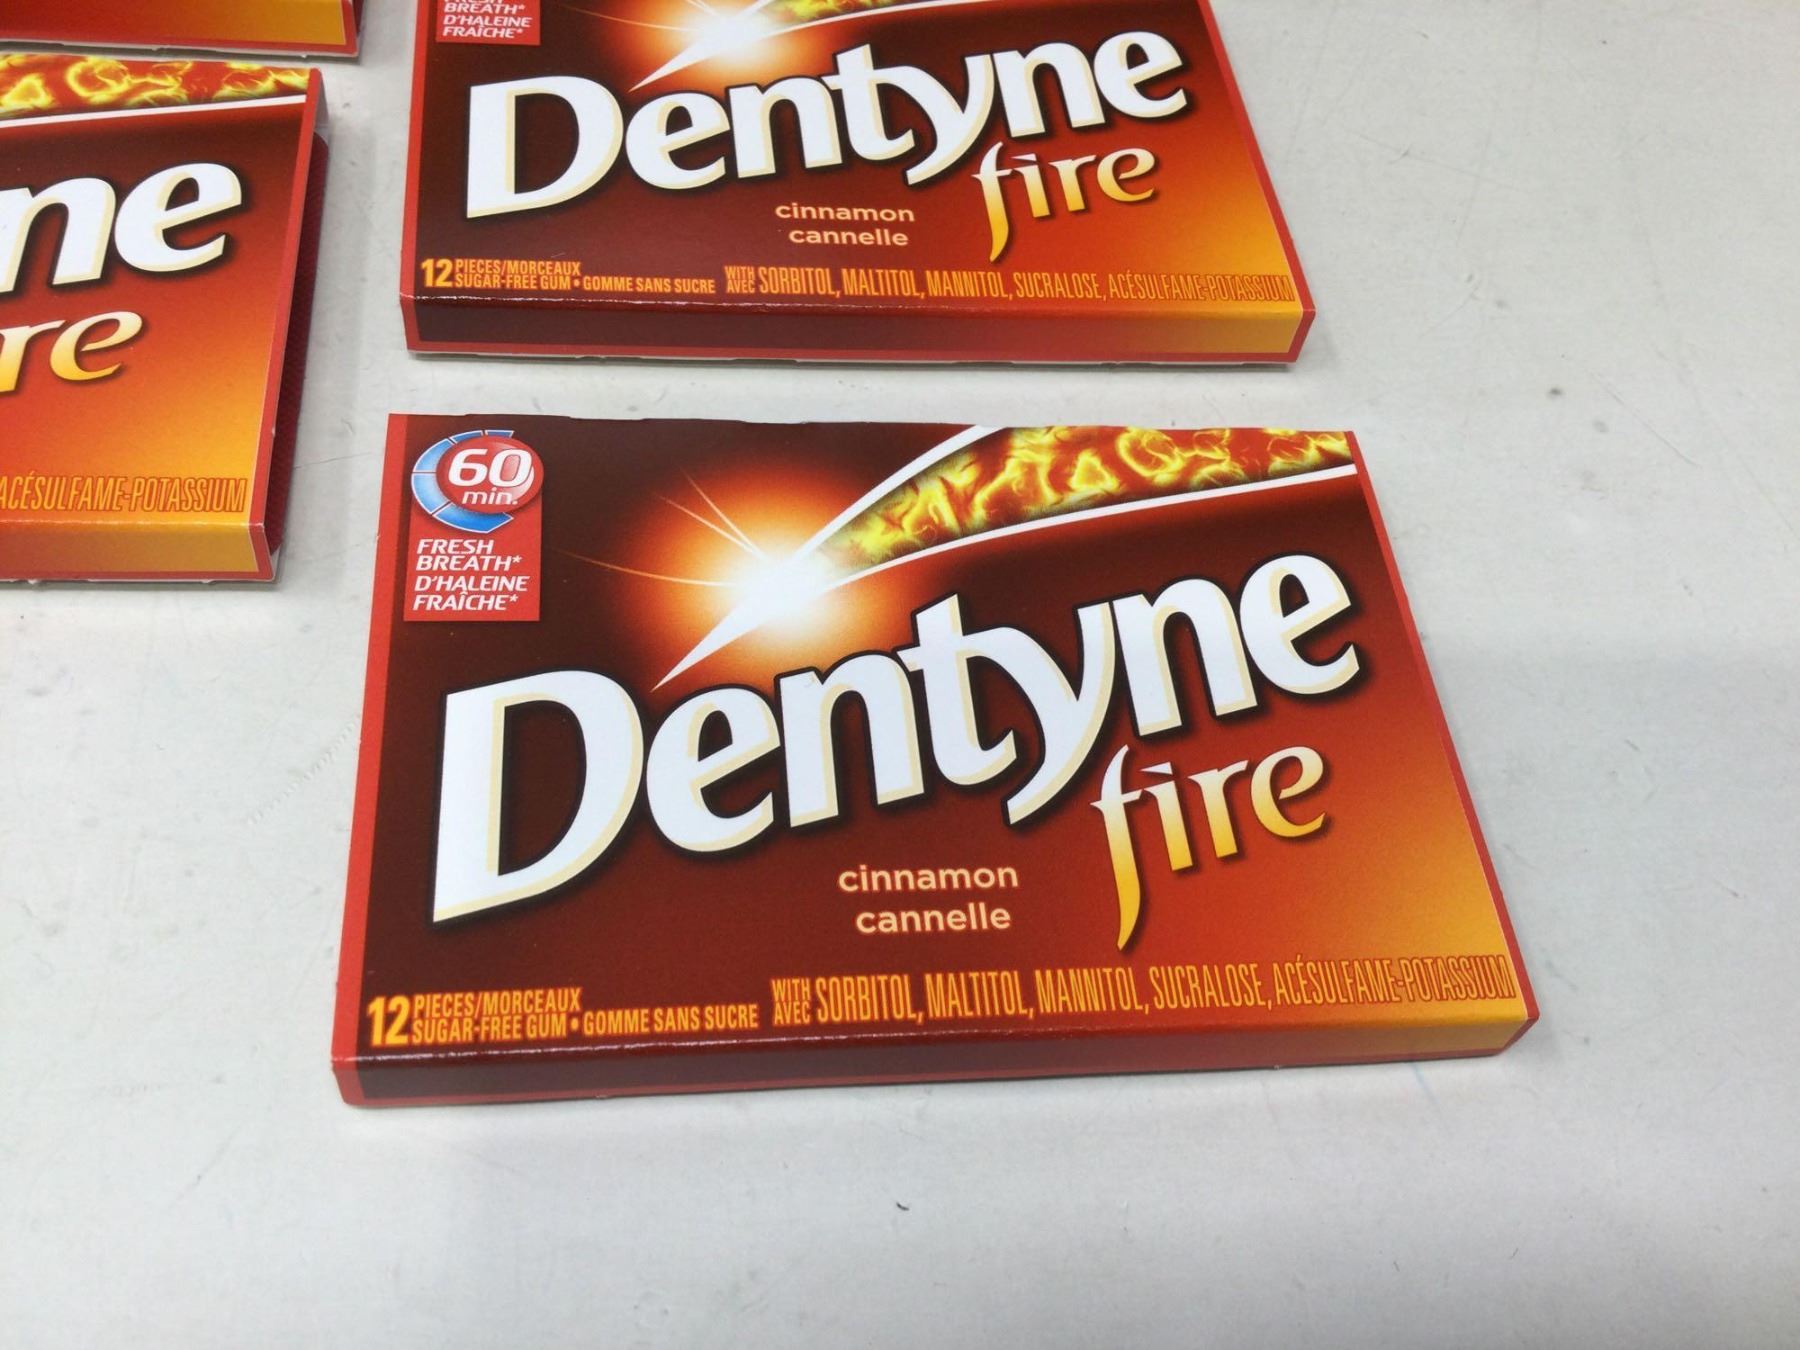 BREATH*
D'HALEINE
FRAÎCHE*
Dentyne
fire
cinnamon
cannelle
12 PIECES/MORCEAUX
SUGAR-FREE GUM • GOMME SANS SUCRE
WITH
AVEC SORBITOL, MALTITOL, MANNITOL, SUCRALOSE, ACÉSULFAME-POTASSIUM
ne
re
ACÉSULFAME-POTASSIUM
60
min.
FRESH
BREATH*
D'HALEINE
FRAÎCHE*
Dentyne
fire
cinnamon
cannelle
12 PIECES/MORCEAUX
SUGAR-FREE GUM • GOMME SANS SUCRE
WITH
AVEC SORBITOL, MALTITOL, MANNITOL, SUCRALOSE, ACÉSULFAME-POTASSIUM